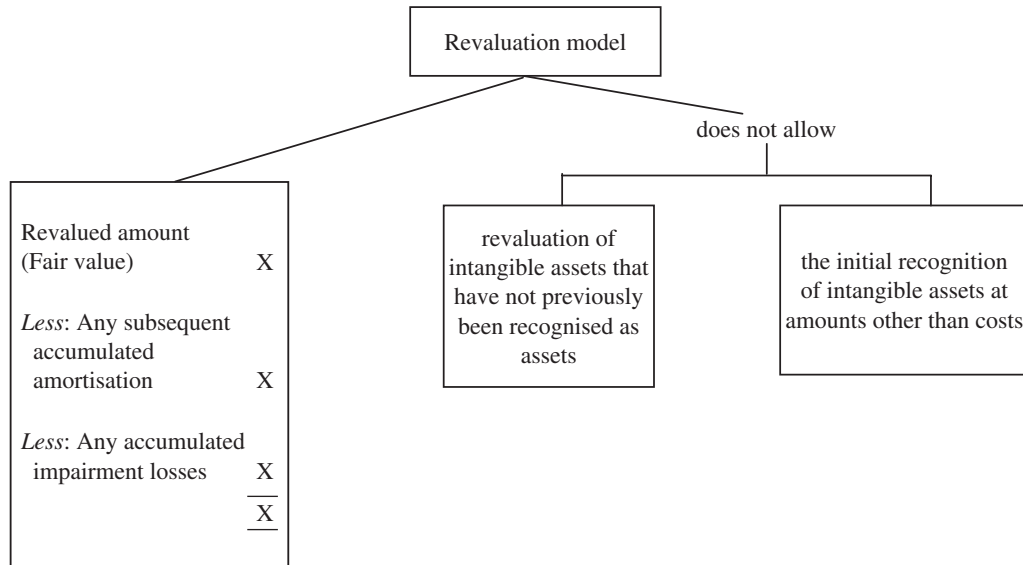 Revaluation model
does not allow
Revalued amount
(Fair value) X
Less: Any subsequent
accumulated
amortisation X
Less: Any accumulated
impairment losses X
X
revaluation of
intangible assets that
have not previously
been recognised as
assets
the initial recognition
of intangible assets at
amounts other than costs